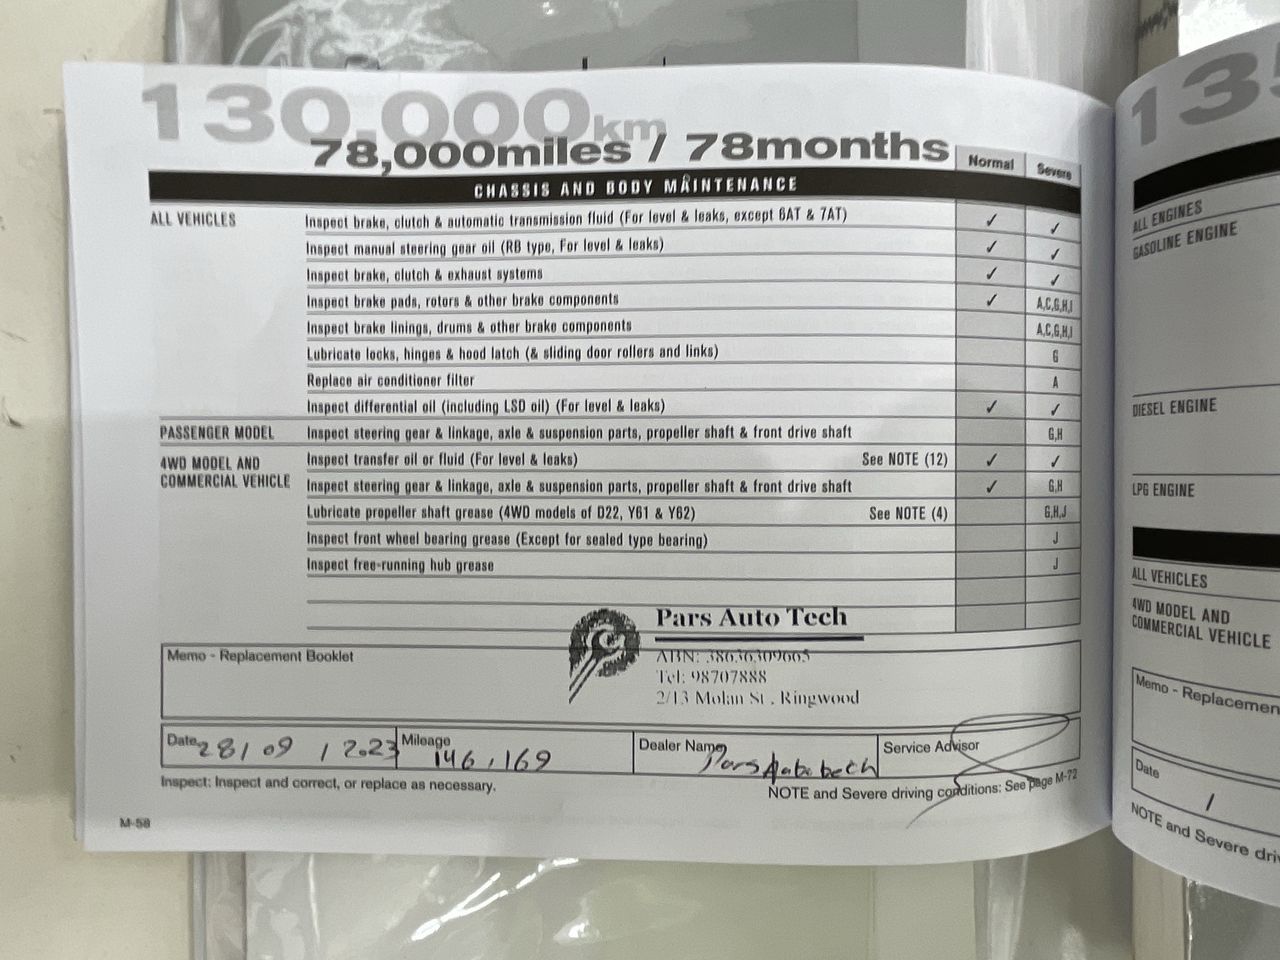 130,000km
78,000miles / 78months
Normal Severe
CHASSIS AND BODY MAINTENANCE
ALL VEHICLES Inspect brake, clutch & automatic transmission fluid (For level & leaks, except 6AT & 7AT) ✓ ✓
Inspect manual steering gear oil (RB type, For level & leaks) ✓ ✓
Inspect brake, clutch & exhaust systems ✓ ✓
Inspect brake pads, rotors & other brake components ✓ A,C,G,H,I
Inspect brake linings, drums & other brake components A,C,G,H,I
Lubricate locks, hinges & hood latch (& sliding door rollers and links) G
Replace air conditioner filter A
Inspect differential oil (including LSD oil) (For level & leaks) ✓ ✓
PASSENGER MODEL Inspect steering gear & linkage, axle & suspension parts, propeller shaft & front drive shaft G,H
4WD MODEL AND COMMERCIAL VEHICLE Inspect transfer oil or fluid (For level & leaks) See NOTE (12) ✓ ✓
Inspect steering gear & linkage, axle & suspension parts, propeller shaft & front drive shaft ✓ G,H
Lubricate propeller shaft grease (4WD models of D22, Y61 & Y62) See NOTE (4) G,H,J
Inspect front wheel bearing grease (Except for sealed type bearing) J
Inspect free-running hub grease J
Pars Auto Tech
ABN: 38636309665
Tel: 98707888
2/13 Molan St , Ringwood
Memo - Replacement Booklet
Date 28/09/2023 Mileage 146,169 Dealer Name Pars Service Advisor
Inspect: Inspect and correct, or replace as necessary.
NOTE and Severe driving conditions: See page M-72
M-58
135
ALL ENGINES
GASOLINE ENGINE
DIESEL ENGINE
LPG ENGINE
ALL VEHICLES
4WD MODEL AND
COMMERCIAL VEHICLE
Memo - Replacemen
Date
/
NOTE and Severe driv